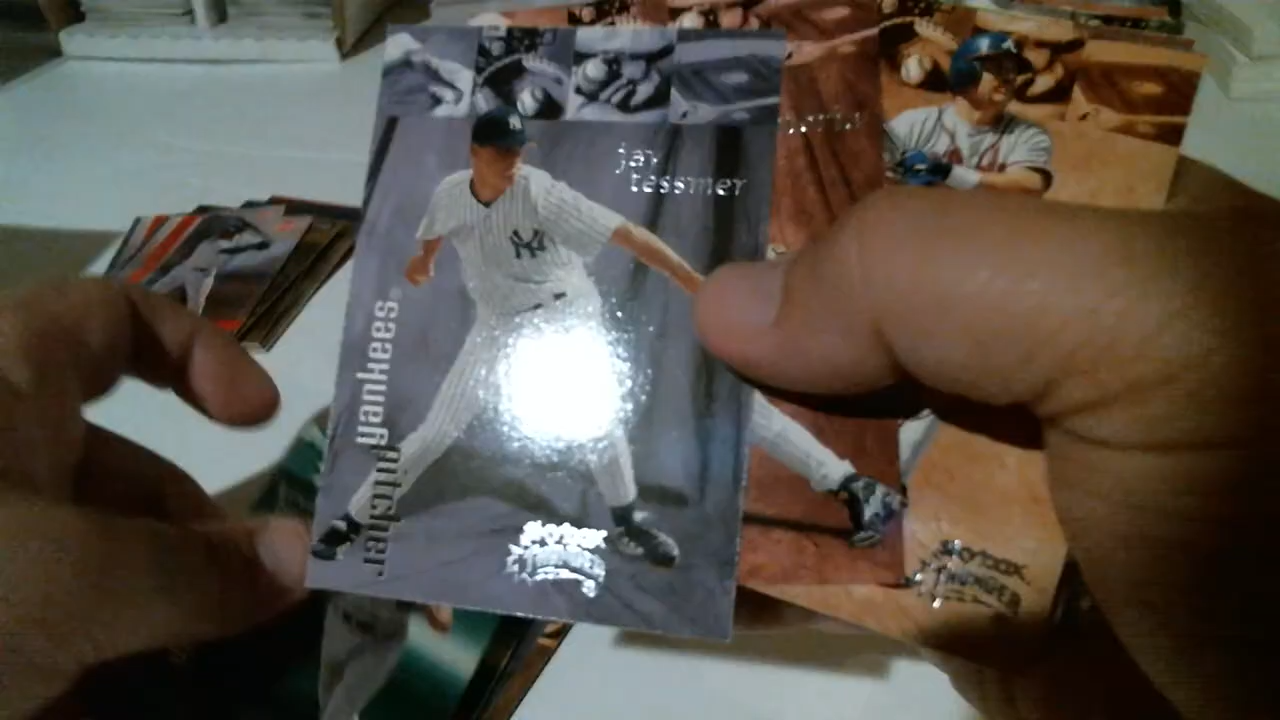 jay
tessmer
yankees
pitcher
NY
skybox
THUNDER
A
skybox
THUNDER